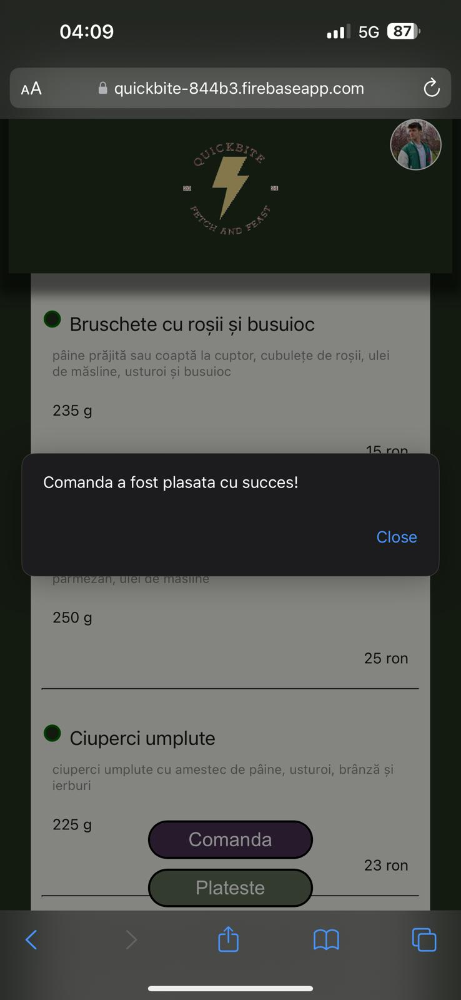 04:09
5G
87
AA
quickbite-844b3.firebaseapp.com
QUICKBITE
20
24
FETCH AND FEAST
Bruschete cu roșii și busuioc
pâine prăjită sau coaptă la cuptor, cubulețe de roșii, ulei
de măsline, usturoi și busuioc
235 g
15 ron
Comanda a fost plasata cu succes!
Close
parmezan, ulei de masline
250 g
25 ron
Ciuperci umplute
ciuperci umplute cu amestec de pâine, usturoi, brânză și
ierburi
225 g
Comanda
23 ron
Plateste